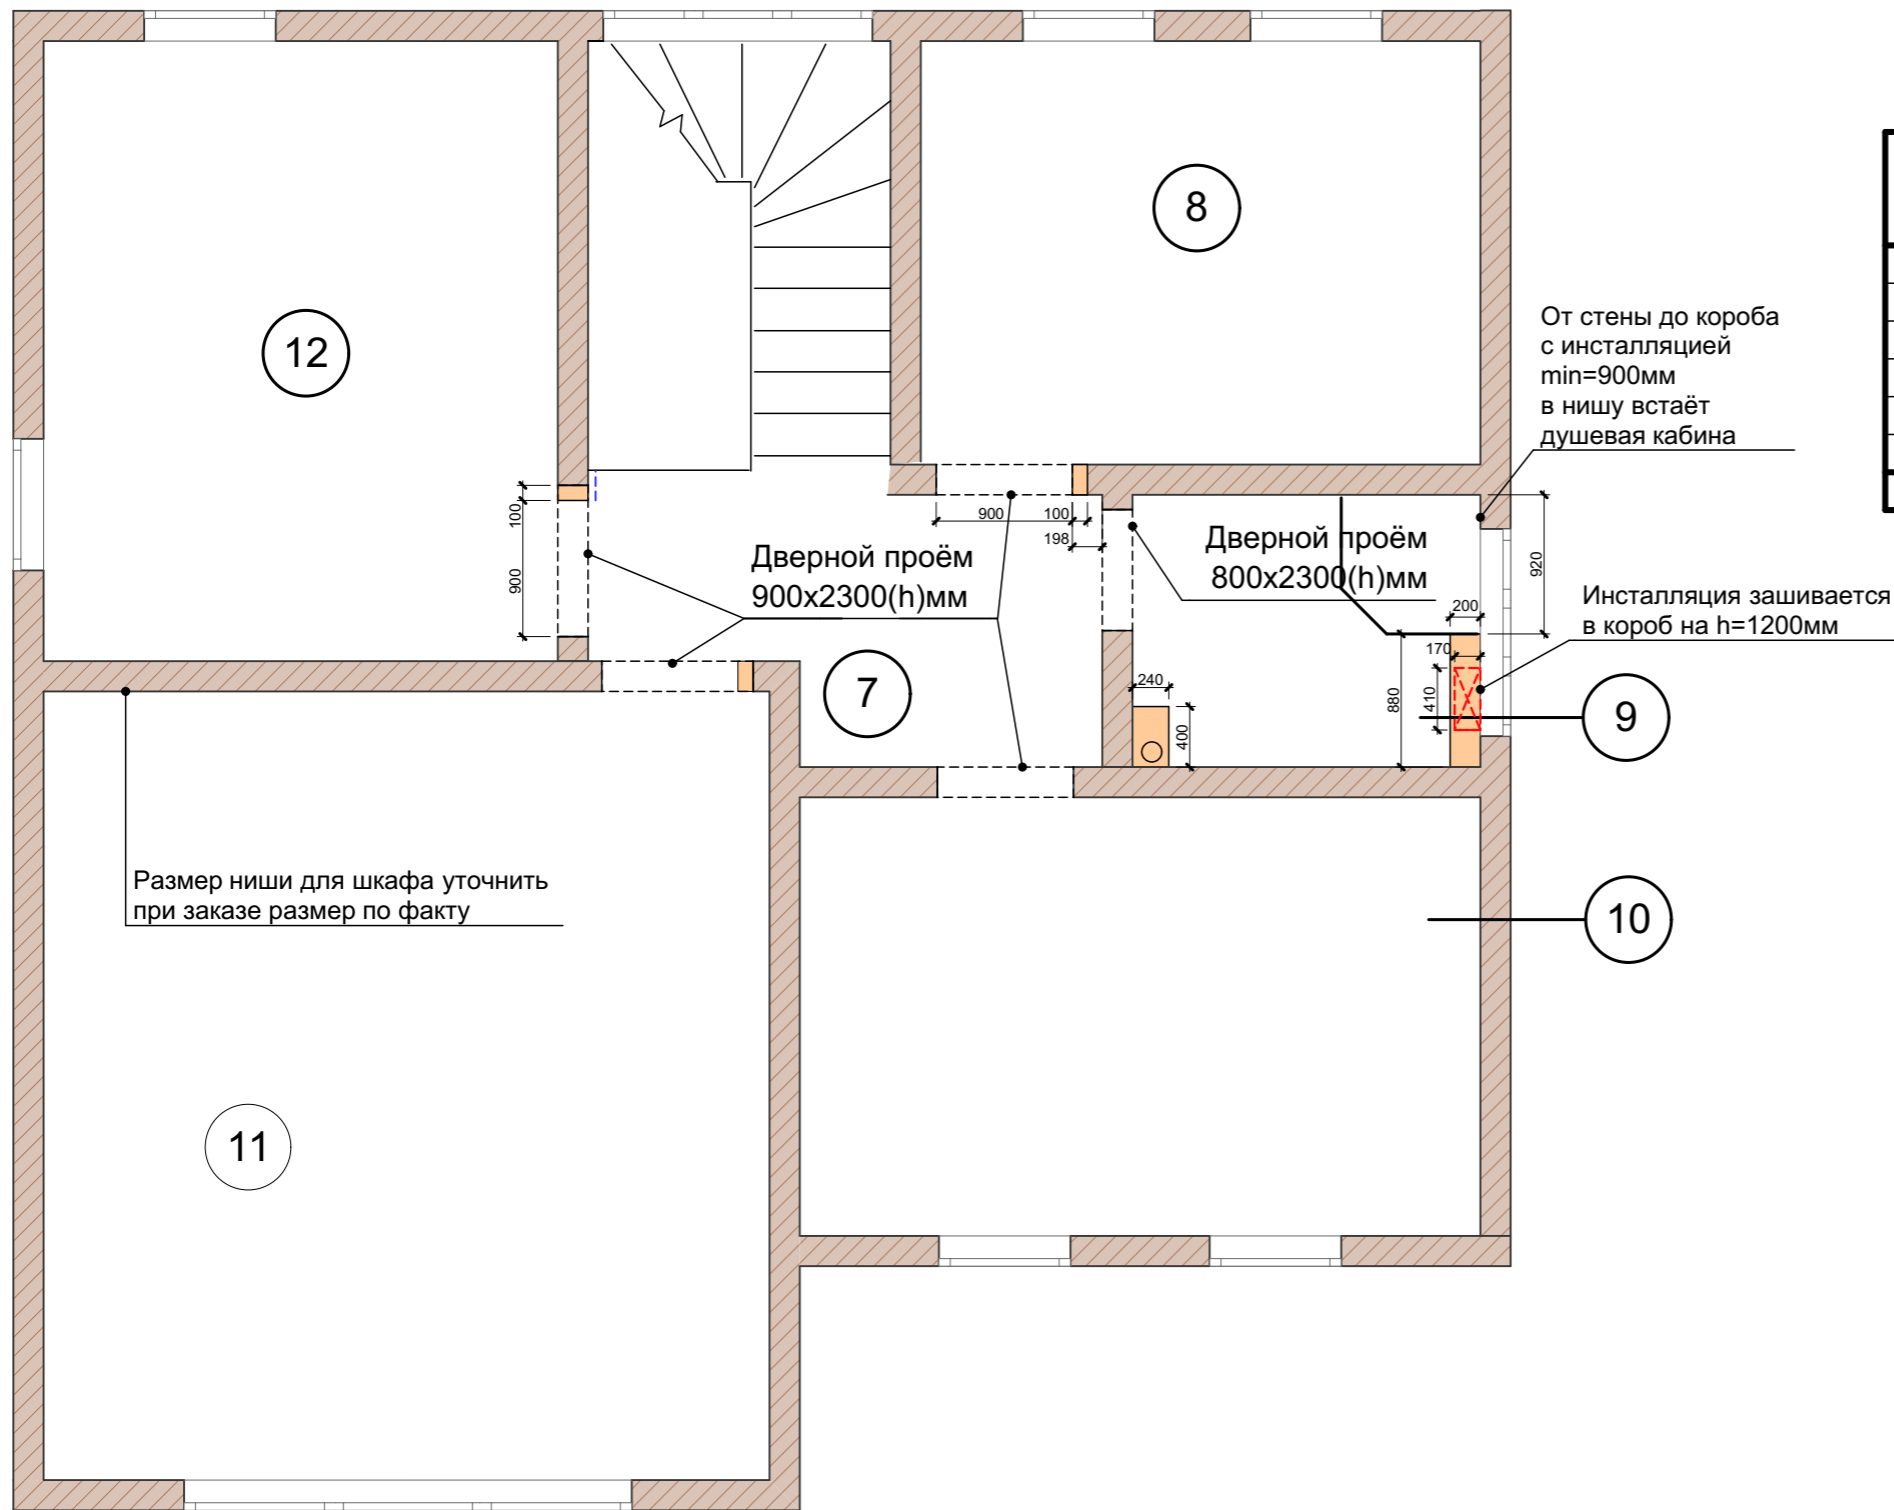 8
12
От стены до короба
с инсталляцией
min=900мм
в нишу встаёт
душевая кабина
100
900
900
100
198
Дверной проём
900х2300(h)мм
Дверной проём
800х2300(h)мм
920
200
170
410
880
Инсталляция зашивается
в короб на h=1200мм
7
240
400
9
Размер ниши для шкафа уточнить
при заказе размер по факту
10
11